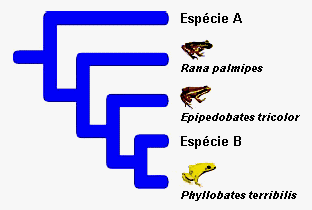 Espécie A
Rana palmipes
Epipedobates tricolor
Espécie B
Phyllobates terribilis